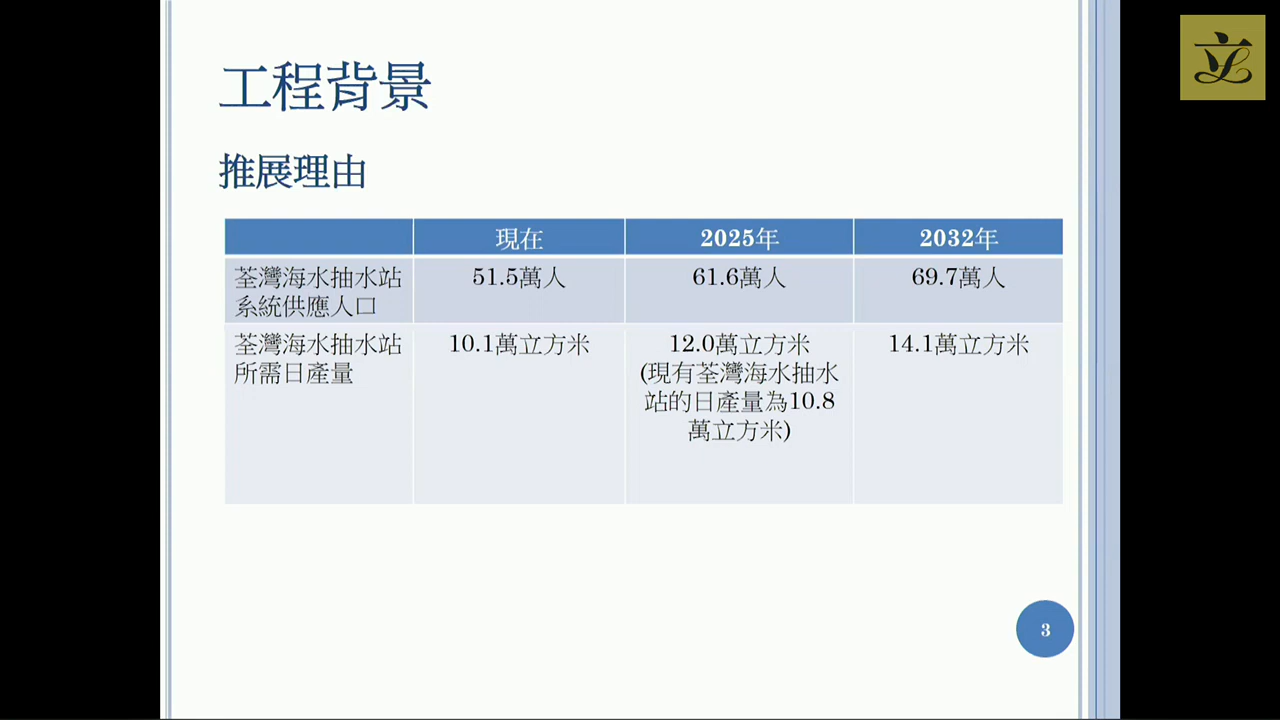 工程背景
推展理由
現在
2025年
2032年
荃灣海水抽水站
系統供應人口
51.5萬人
61.6萬人
69.7萬人
荃灣海水抽水站
所需日產量
10.1萬立方米
12.0萬立方米
(現有荃灣海水抽水
站的日產量為10.8
萬立方米)
14.1萬立方米
3
立